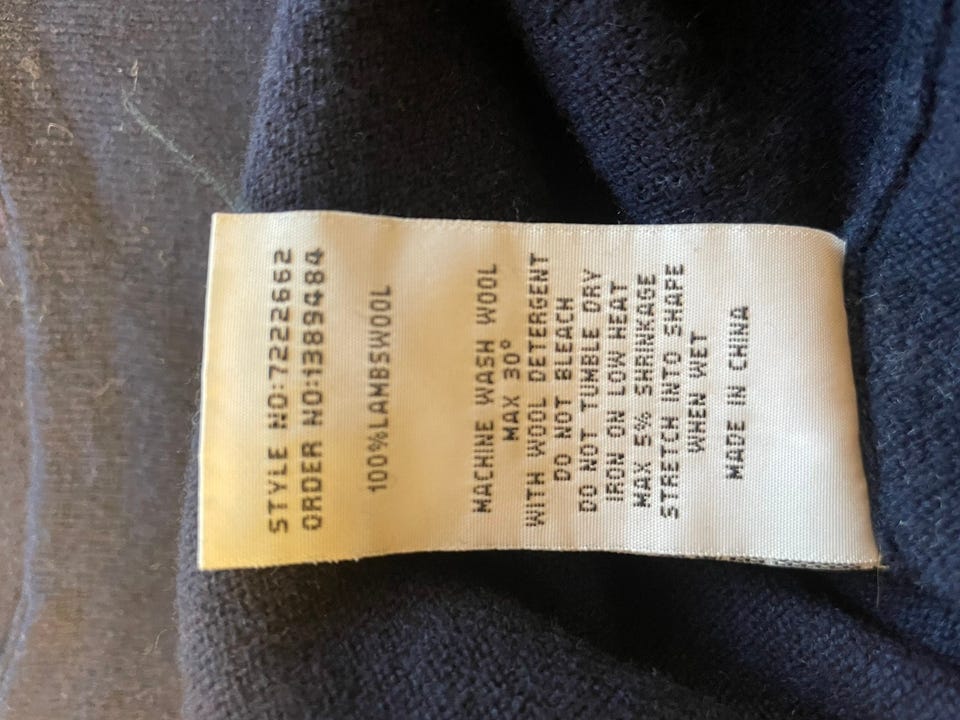 STYLE NO:7222662
ORDER NO:1389484
100%LAMBSWOOL
MACHINE WASH WOOL
MAX 30°
WITH WOOL DETERGENT
DO NOT BLEACH
DO NOT TUMBLE DRY
IRON ON LOW HEAT
MAX 5% SHRINKAGE
STRETCH INTO SHAPE
WHEN WET
MADE IN CHINA